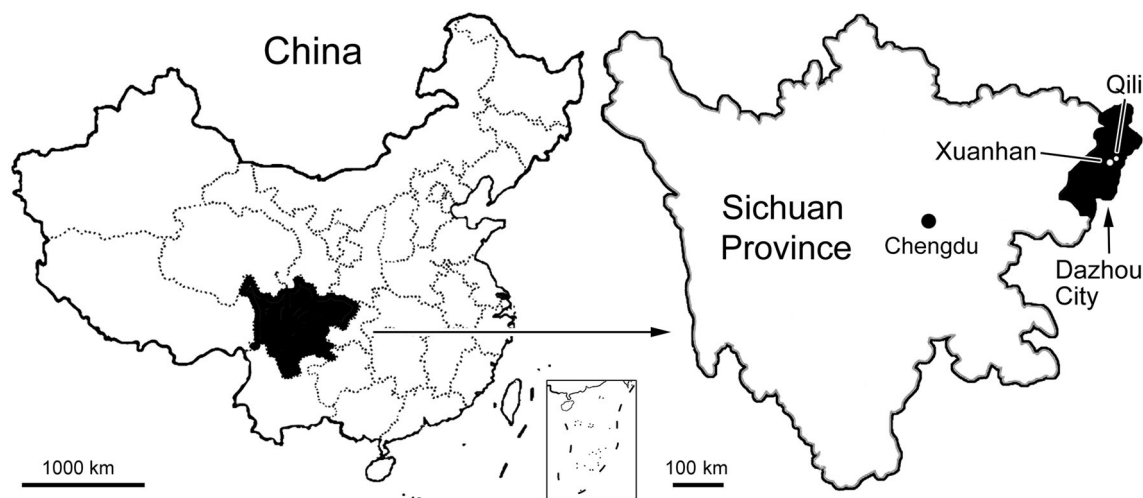 China
1000 km
Qili
Xuanhan
Sichuan
Province
Chengdu
Dazhou
City
100 km